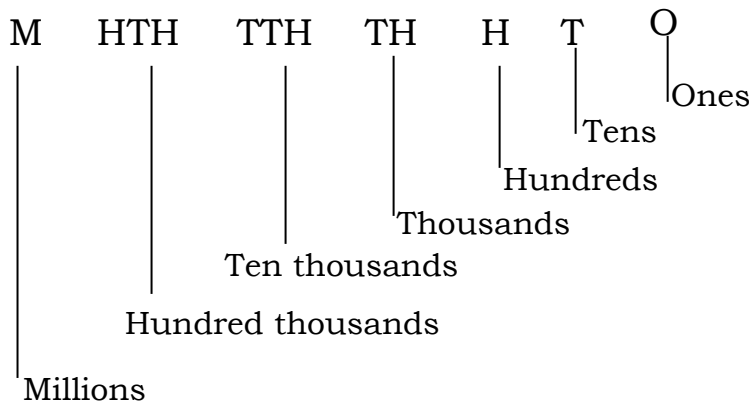 M HTH TTH TH H T O
Ones
Tens
Hundreds
Thousands
Ten thousands
Hundred thousands
Millions